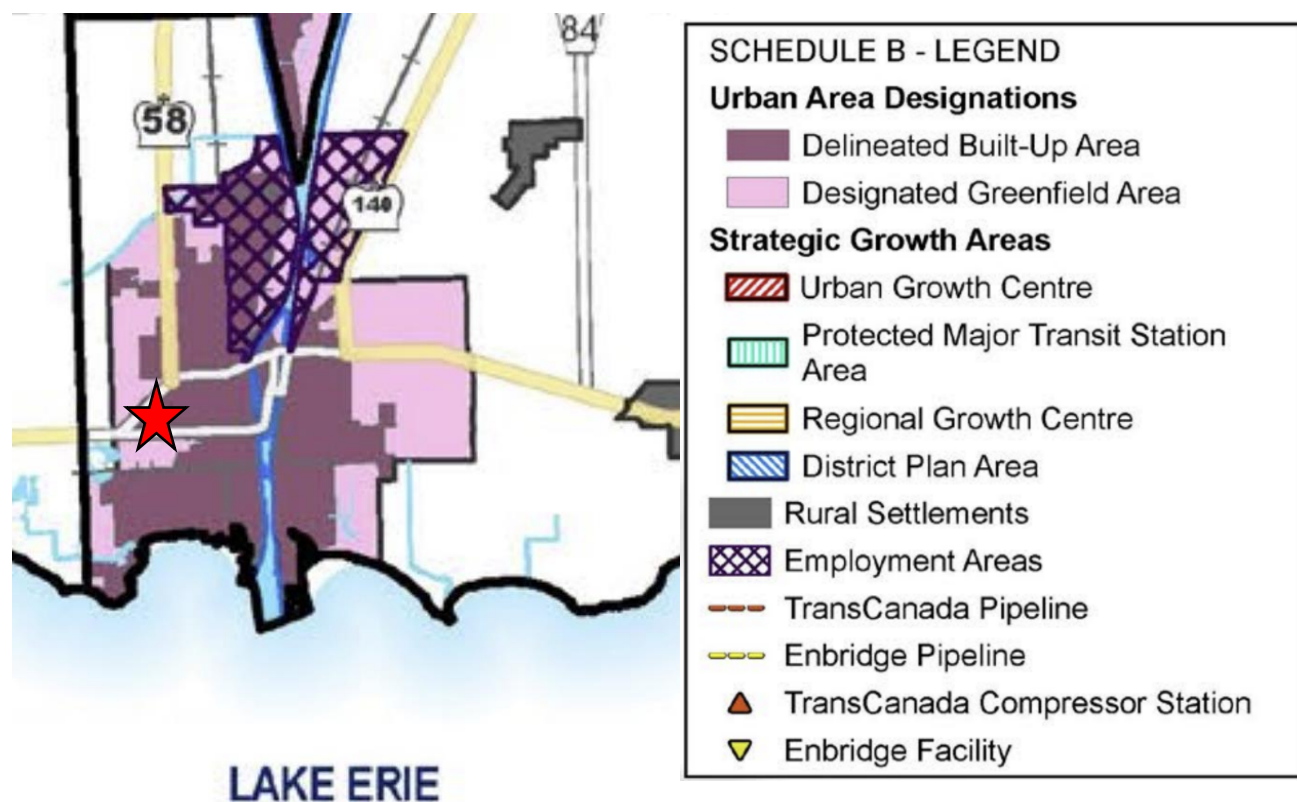 84
58
140
LAKE ERIE
SCHEDULE B - LEGEND
Urban Area Designations
Delineated Built-Up Area
Designated Greenfield Area
Strategic Growth Areas
Urban Growth Centre
Protected Major Transit Station
Area
Regional Growth Centre
District Plan Area
Rural Settlements
Employment Areas
TransCanada Pipeline
Enbridge Pipeline
TransCanada Compressor Station
Enbridge Facility